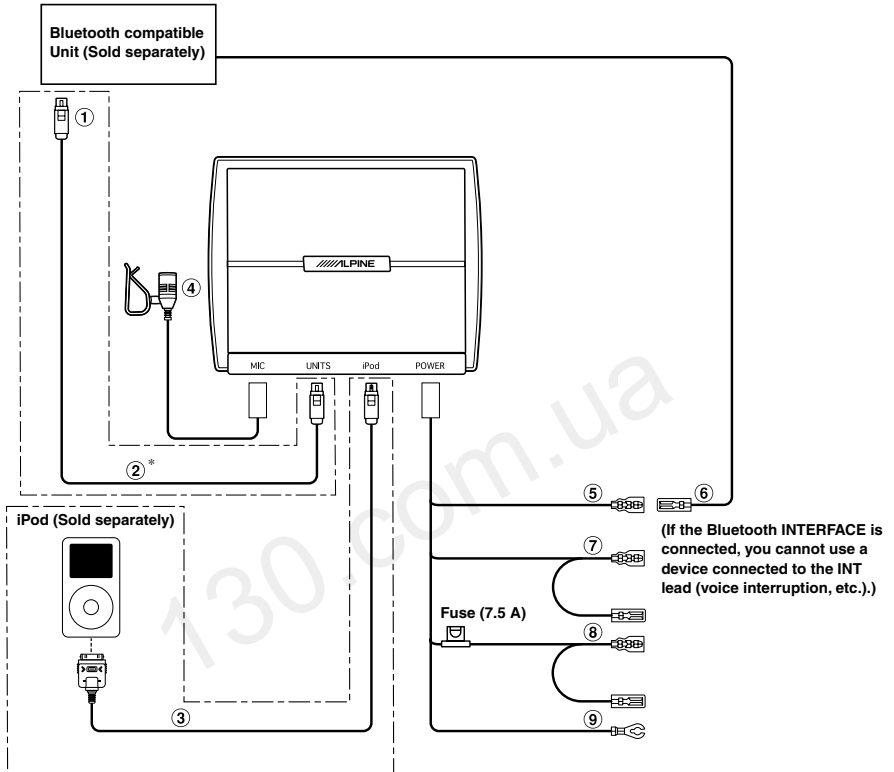 Bluetooth compatible
Unit (Sold separately)
①
④
/////ALPINE
MIC UNITS iPod POWER
②*
⑤ ⑥
(If the Bluetooth INTERFACE is
connected, you cannot use a
device connected to the INT
lead (voice interruption, etc.).)
iPod (Sold separately)
⑦
Fuse (7.5 A)
⑧
③
⑨
130.com.ua